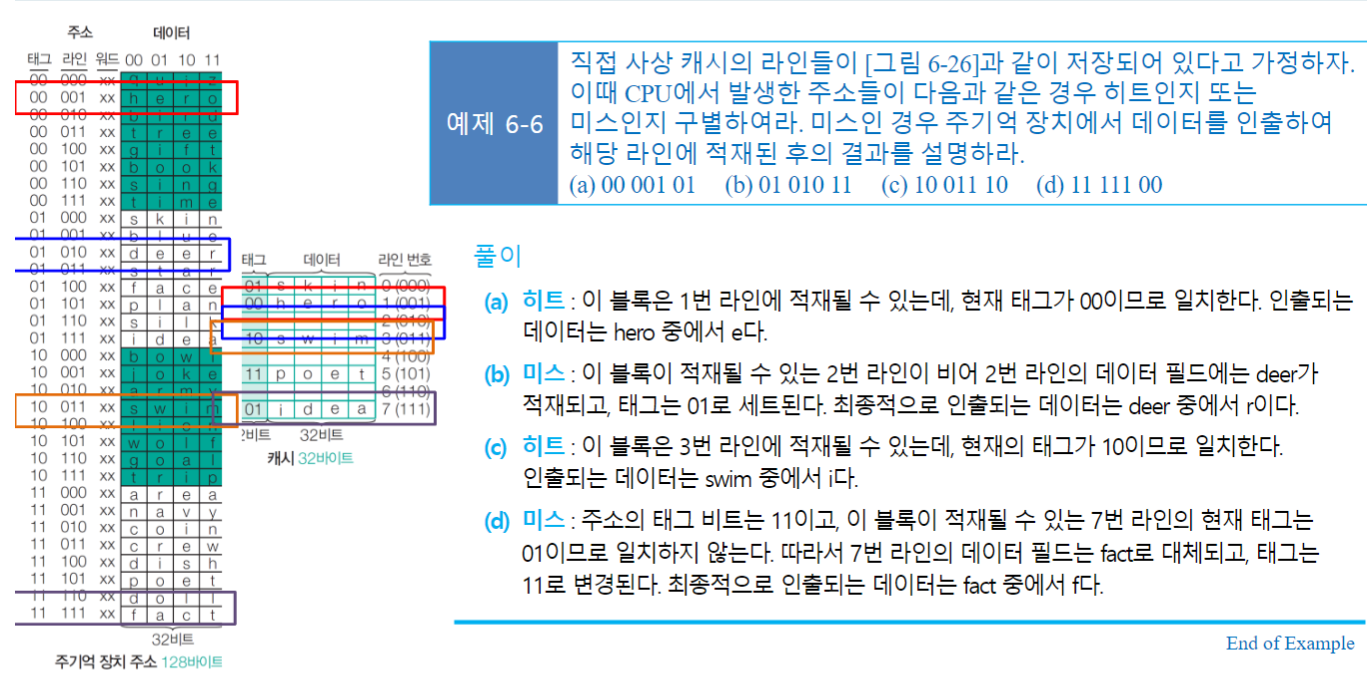 주소 데이터
태그 라인 워드 00 01 10 11
00 000 xx q u i z
00 001 xx h e r o
00 010 xx b i r d
00 011 xx t r e e
00 100 xx g i f t
00 101 xx b o o k
00 110 xx s i n g
00 111 xx t i m e
01 000 xx s k i n
01 001 xx b l u e
01 010 xx d e e r
01 011 xx s t a r
01 100 xx f a c e
01 101 xx p l a n
01 110 xx s i l k
01 111 xx i d e a
10 000 xx b o w l
10 001 xx j o k e
10 010 xx a r m y
10 011 xx s w i m
10 100 xx
10 101 xx w o l f
10 110 xx g o a l
10 111 xx t r i p
11 000 xx a r e a
11 001 xx n a v y
11 010 xx c o i n
11 011 xx c r e w
11 100 xx d i s h
11 101 xx p o e t
11 110 xx d o l l
11 111 xx f a c t
32비트
주기억 장치 주소 128바이트
태그 데이터 라인 번호
01 s k i n 0 (000)
00 h e r o 1 (001)
2 (010)
10 s w i m 3 (011)
4 (100)
11 p o e t 5 (101)
6 (110)
01 i d e a 7 (111)
2비트 32비트
캐시 32바이트
예제 6-6
직접 사상 캐시의 라인들이 [그림 6-26]과 같이 저장되어 있다고 가정하자.
이때 CPU에서 발생한 주소들이 다음과 같은 경우 히트인지 또는
미스인지 구별하여라. 미스인 경우 주기억 장치에서 데이터를 인출하여
해당 라인에 적재된 후의 결과를 설명하라.
(a) 00 001 01 (b) 01 010 11 (c) 10 011 10 (d) 11 111 00
풀이
(a) 히트 : 이 블록은 1번 라인에 적재될 수 있는데, 현재 태그가 00이므로 일치한다. 인출되는
데이터는 hero 중에서 e다.
(b) 미스 : 이 블록이 적재될 수 있는 2번 라인이 비어 2번 라인의 데이터 필드에는 deer가
적재되고, 태그는 01로 세트된다. 최종적으로 인출되는 데이터는 deer 중에서 r이다.
(c) 히트 : 이 블록은 3번 라인에 적재될 수 있는데, 현재의 태그가 10이므로 일치한다.
인출되는 데이터는 swim 중에서 i다.
(d) 미스 : 주소의 태그 비트는 11이고, 이 블록이 적재될 수 있는 7번 라인의 현재 태그는
01이므로 일치하지 않는다. 따라서 7번 라인의 데이터 필드는 fact로 대체되고, 태그는
11로 변경된다. 최종적으로 인출되는 데이터는 fact 중에서 f다.
End of Example